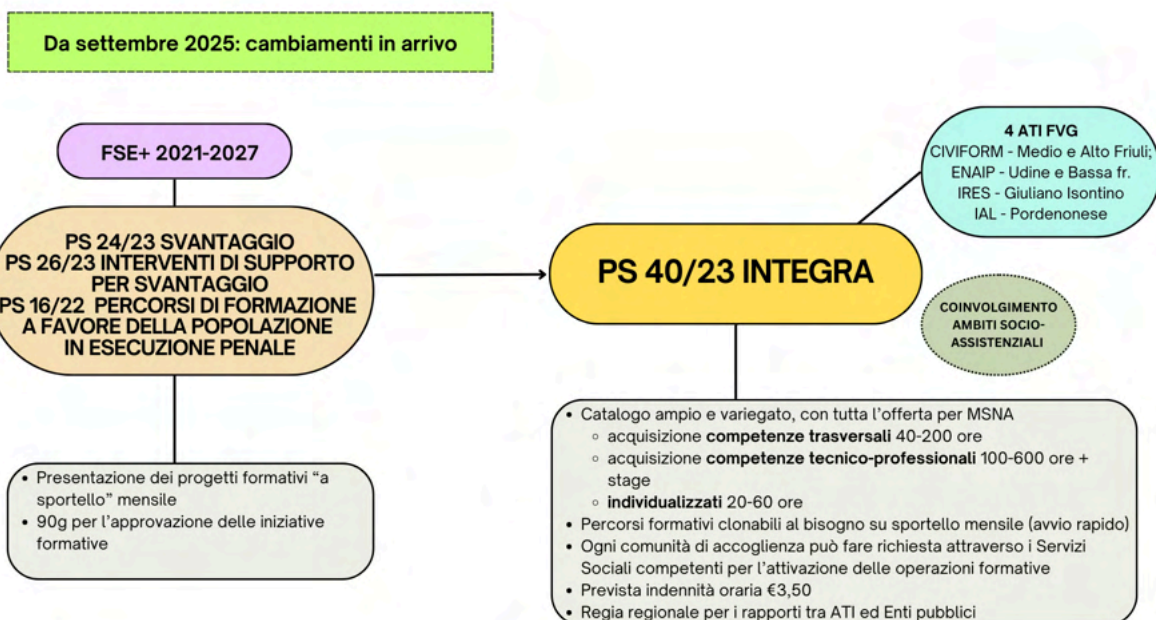 Da settembre 2025: cambiamenti in arrivo
FSE+ 2021-2027
PS 24/23 SVANTAGGIO
PS 26/23 INTERVENTI DI SUPPORTO
PER SVANTAGGIO
PS 16/22 PERCORSI DI FORMAZIONE
A FAVORE DELLA POPOLAZIONE
IN ESECUZIONE PENALE
• Presentazione dei progetti formativi “a
sportello” mensile
• 90g per l’approvazione delle iniziative
formative
PS 40/23 INTEGRA
4 ATI FVG
CIVIFORM - Medio e Alto Friuli;
ENAIP - Udine e Bassa fr.
IRES - Giuliano Isontino
IAL - Pordenonese
COINVOLGIMENTO
AMBITI SOCIO-
ASSISTENZIALI
• Catalogo ampio e variegato, con tutta l’offerta per MSNA
◦ acquisizione competenze trasversali 40-200 ore
◦ acquisizione competenze tecnico-professionali 100-600 ore +
stage
◦ individualizzati 20-60 ore
• Percorsi formativi clonabili al bisogno su sportello mensile (avvio rapido)
• Ogni comunità di accoglienza può fare richiesta attraverso i Servizi
Sociali competenti per l’attivazione delle operazioni formative
• Prevista indennità oraria €3,50
• Regia regionale per i rapporti tra ATI ed Enti pubblici